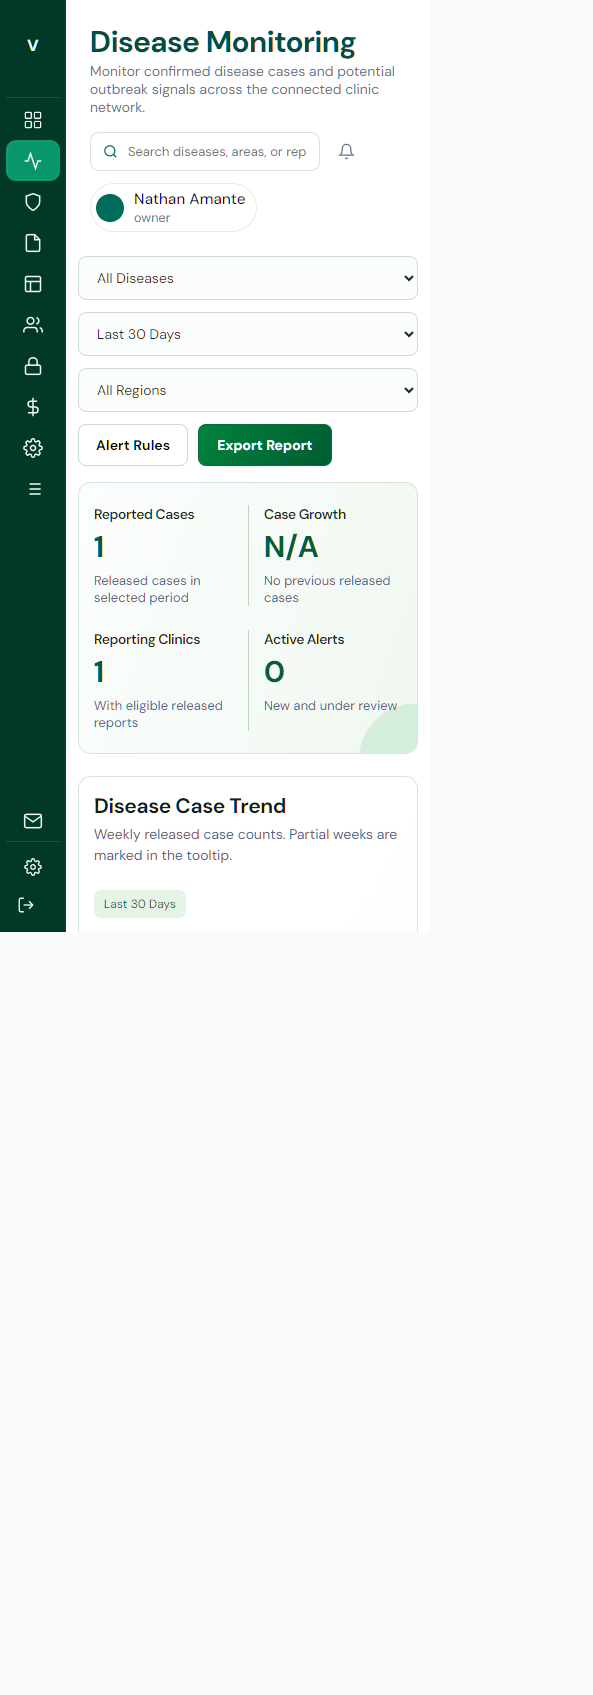 v
Disease Monitoring
Monitor confirmed disease cases and potential
outbreak signals across the connected clinic
network.
Search diseases, areas, or rep
Nathan Amante
owner
All Diseases
Last 30 Days
All Regions
Alert Rules
Export Report
Reported Cases
1
Released cases in
selected period
Case Growth
N/A
No previous released
cases
Reporting Clinics
1
With eligible released
reports
Active Alerts
0
New and under review
Disease Case Trend
Weekly released case counts. Partial weeks are
marked in the tooltip.
Last 30 Days